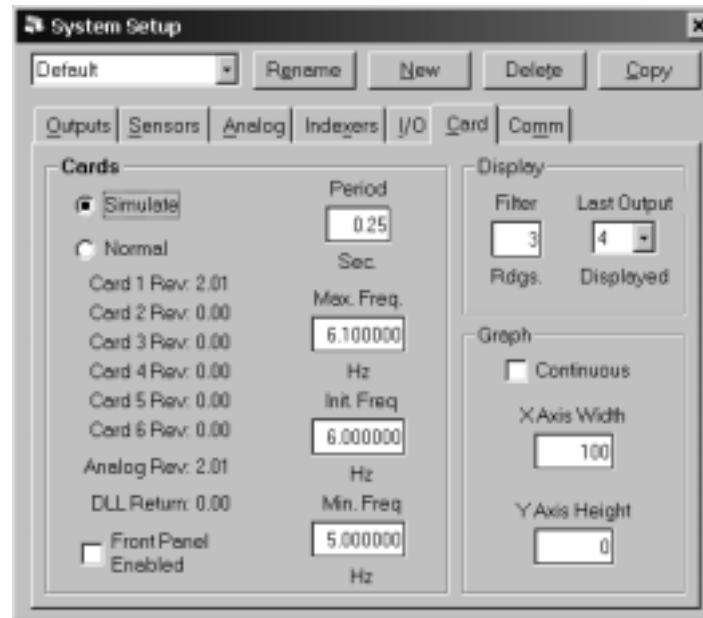 System Setup
Default
Rename
New
Delete
Copy
Outputs
Sensors
Analog
Indexers
I/O
Card
Comm
Cards
Simulate
Normal
Card 1 Rev: 2.01
Card 2 Rev: 0.00
Card 3 Rev: 0.00
Card 4 Rev: 0.00
Card 5 Rev: 0.00
Card 6 Rev: 0.00
Analog Rev: 2.01
DLL Return: 0.00
Front Panel
Enabled
Period
0.25
Sec.
Max. Freq.
6.100000
Hz
Init. Freq
6.000000
Hz
Min. Freq
5.000000
Hz
Display
Filter
3
Rdgs.
Last Output
4
Displayed
Graph
Continuous
X Axis Width
100
Y Axis Height
0